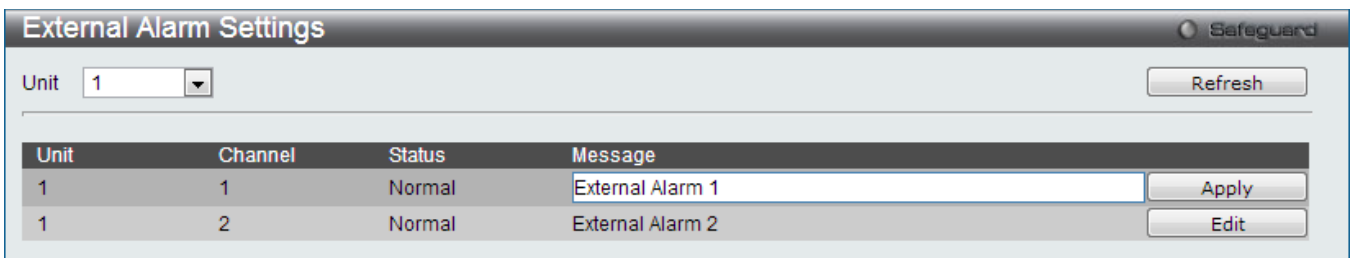 External Alarm Settings Safeguard
Unit 1 Refresh
Unit Channel Status Message
1 1 Normal External Alarm 1 Apply
1 2 Normal External Alarm 2 Edit